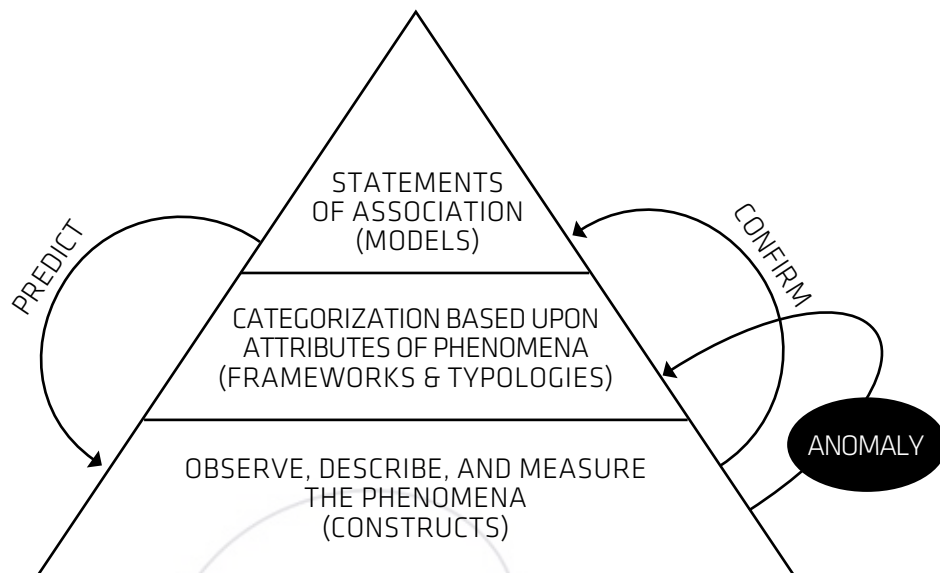 STATEMENTS
OF ASSOCIATION
(MODELS)
PREDICT
CONFIRM
CATEGORIZATION BASED UPON
ATTRIBUTES OF PHENOMENA
(FRAMEWORKS & TYPOLOGIES)
ANOMALY
OBSERVE, DESCRIBE, AND MEASURE
THE PHENOMENA
(CONSTRUCTS)